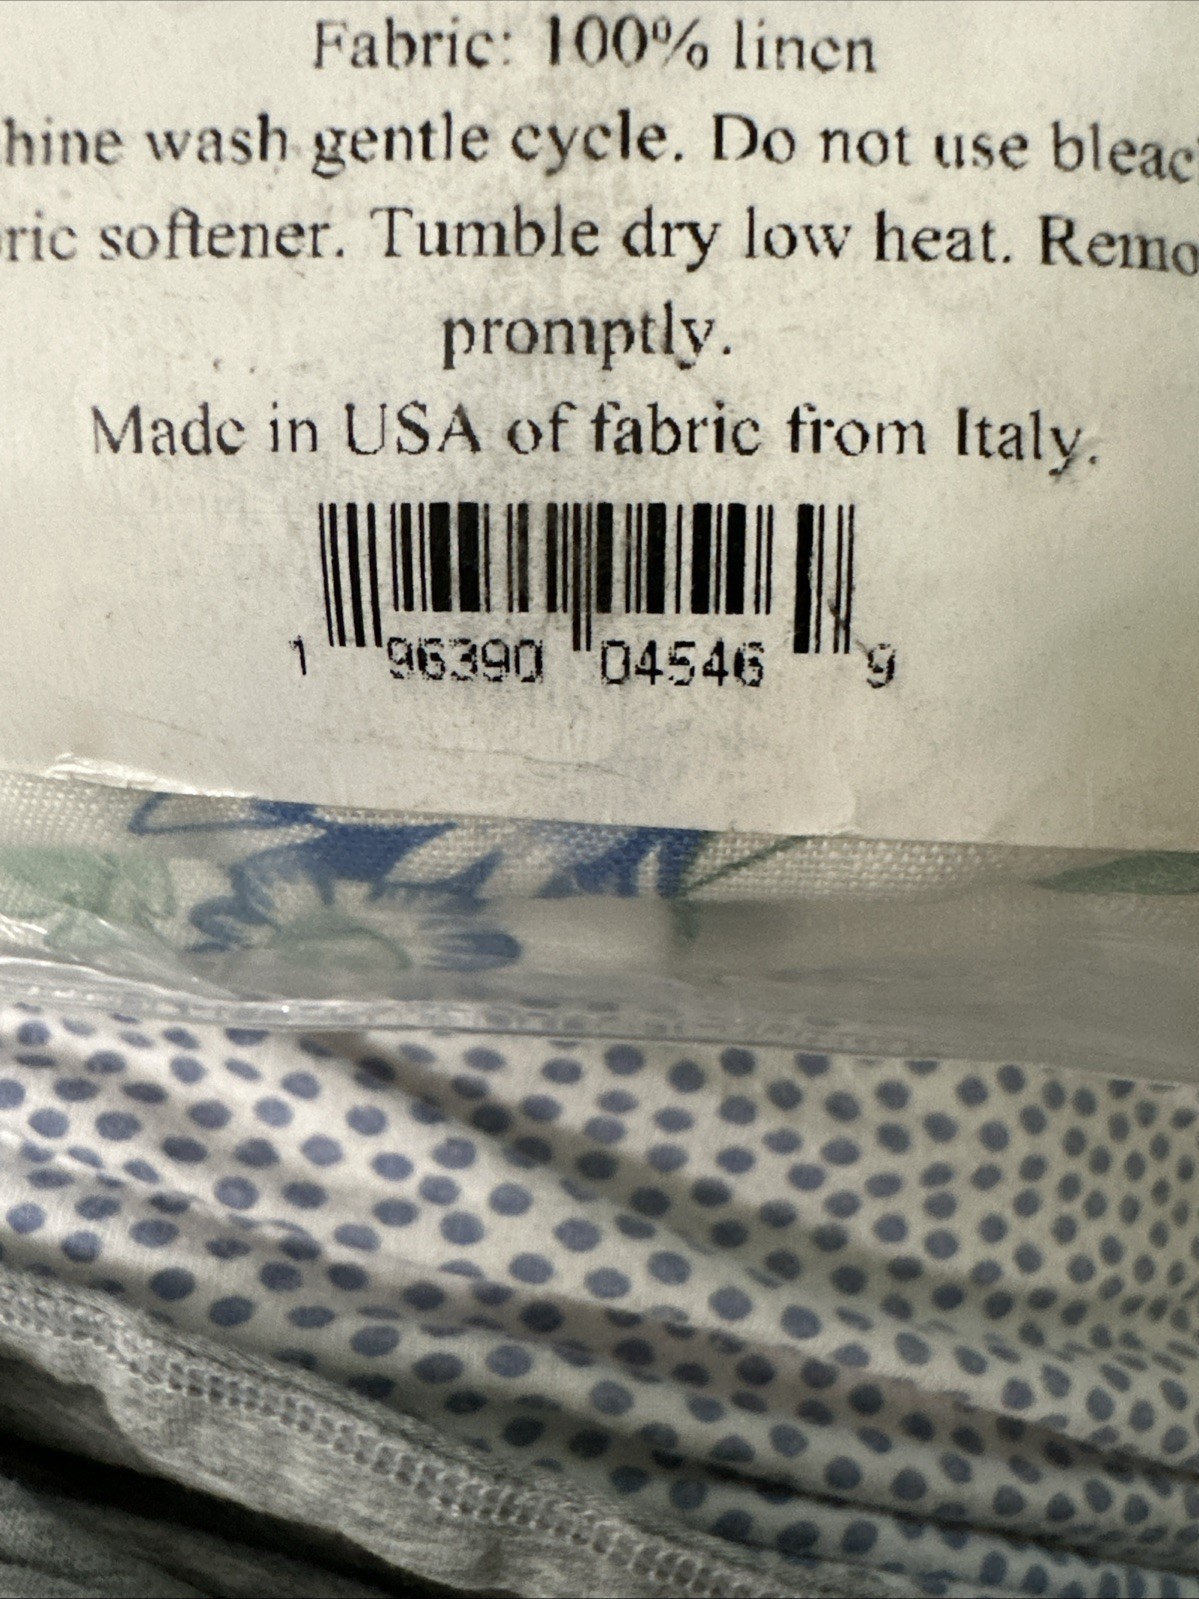 Fabric: 100% linen
hine wash gentle cycle. Do not use bleac
ric softener. Tumble dry low heat. Remo
promptly.
Made in USA of fabric from Italy.
1 96390 04546 9